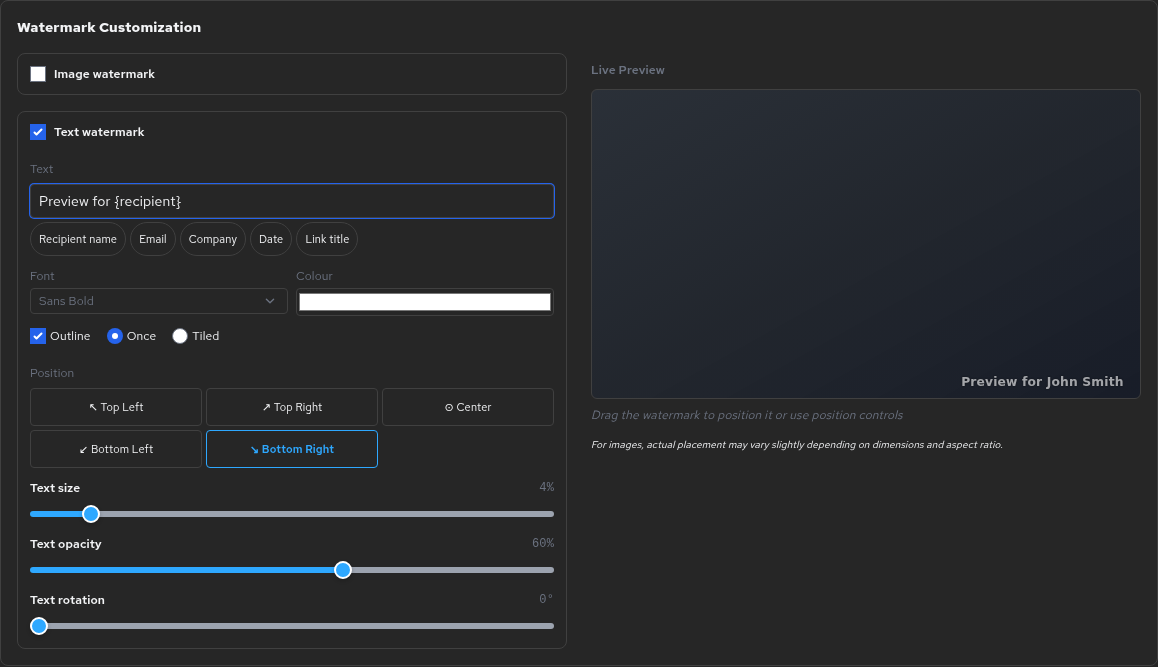 Watermark Customization
Image watermark
Text watermark
Text
Preview for {recipient}
Recipient name Email Company Date Link title
Font Colour
Sans Bold
Outline Once Tiled
Position
↖ Top Left ↗ Top Right ⊙ Center
↙ Bottom Left ↘ Bottom Right
Text size 4%
Text opacity 60%
Text rotation 0°
Live Preview
Preview for John Smith
Drag the watermark to position it or use position controls
For images, actual placement may vary slightly depending on dimensions and aspect ratio.